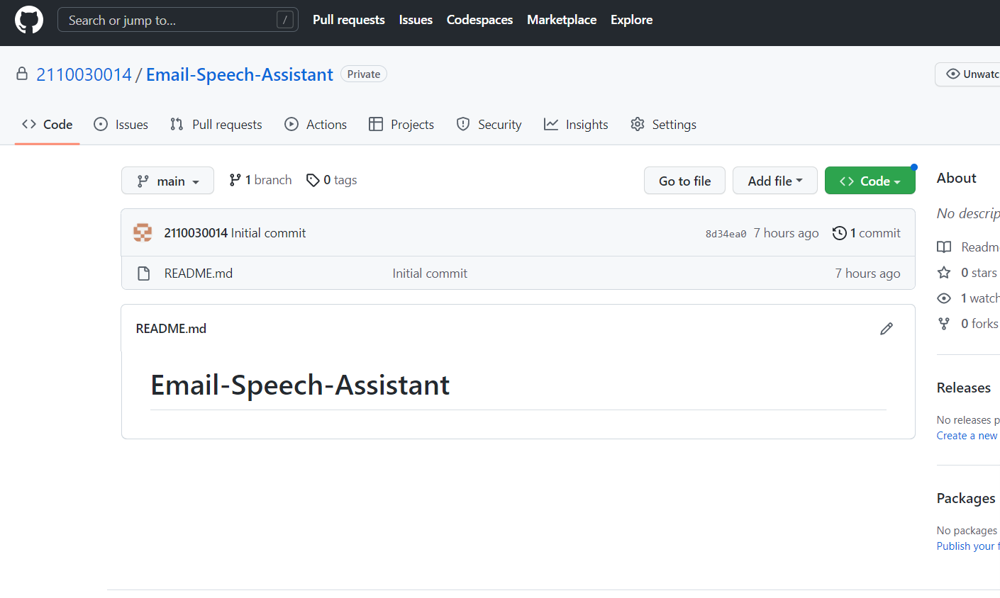 Search or jump to... / Pull requests Issues Codespaces Marketplace Explore
2110030014 / Email-Speech-Assistant Private Unwatc
Code Issues Pull requests Actions Projects Security Insights Settings
main 1 branch 0 tags Go to file Add file Code
2110030014 Initial commit 8d34ea0 7 hours ago 1 commit
README.md Initial commit 7 hours ago
README.md
Email-Speech-Assistant
About
No descrip
Readm
0 stars
1 watch
0 forks
Releases
No releases p
Create a new
Packages
No packages
Publish your f